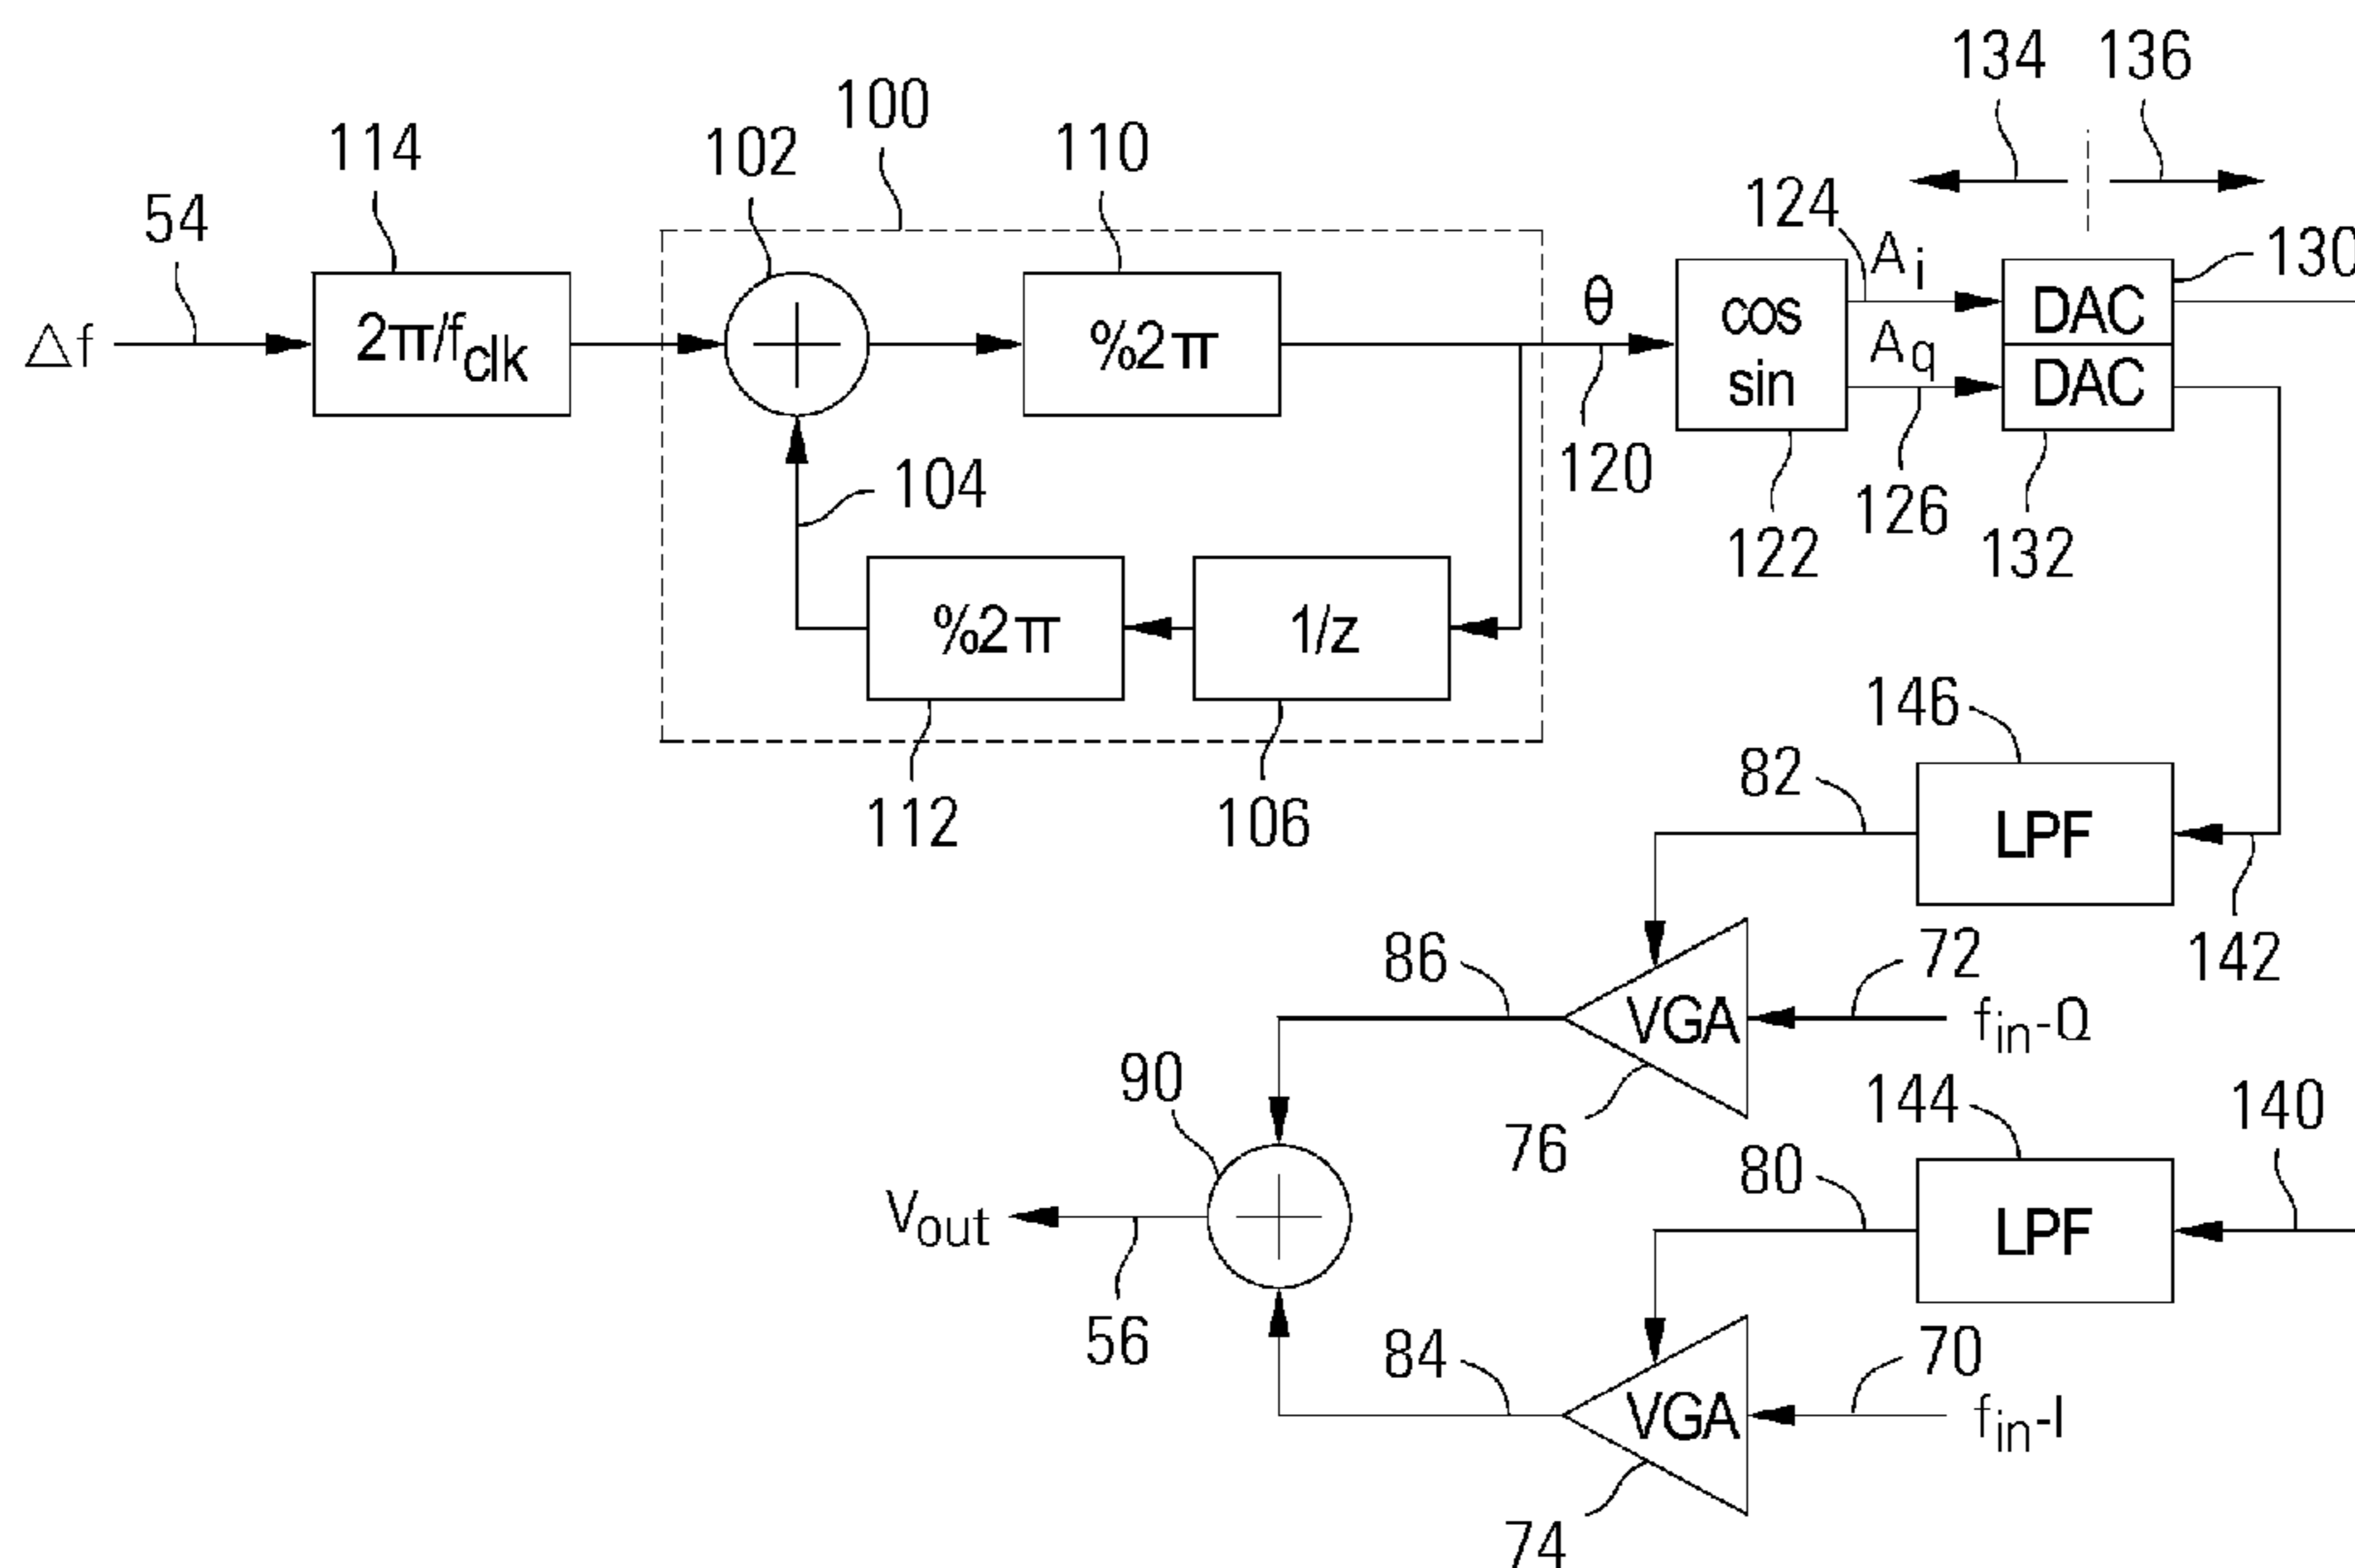 134 136
100
114 102 110
54 124
Δf 2π/fclk + %2π θ cos sin Ai Aq DAC DAC 130
104 120 126
122 132
%2π 1/z
146
82
112 106
LPF
86 72 142
VGA fin-Q
90
76 144 140
80
Vout + LPF
56 84 70
VGA fin-I
74